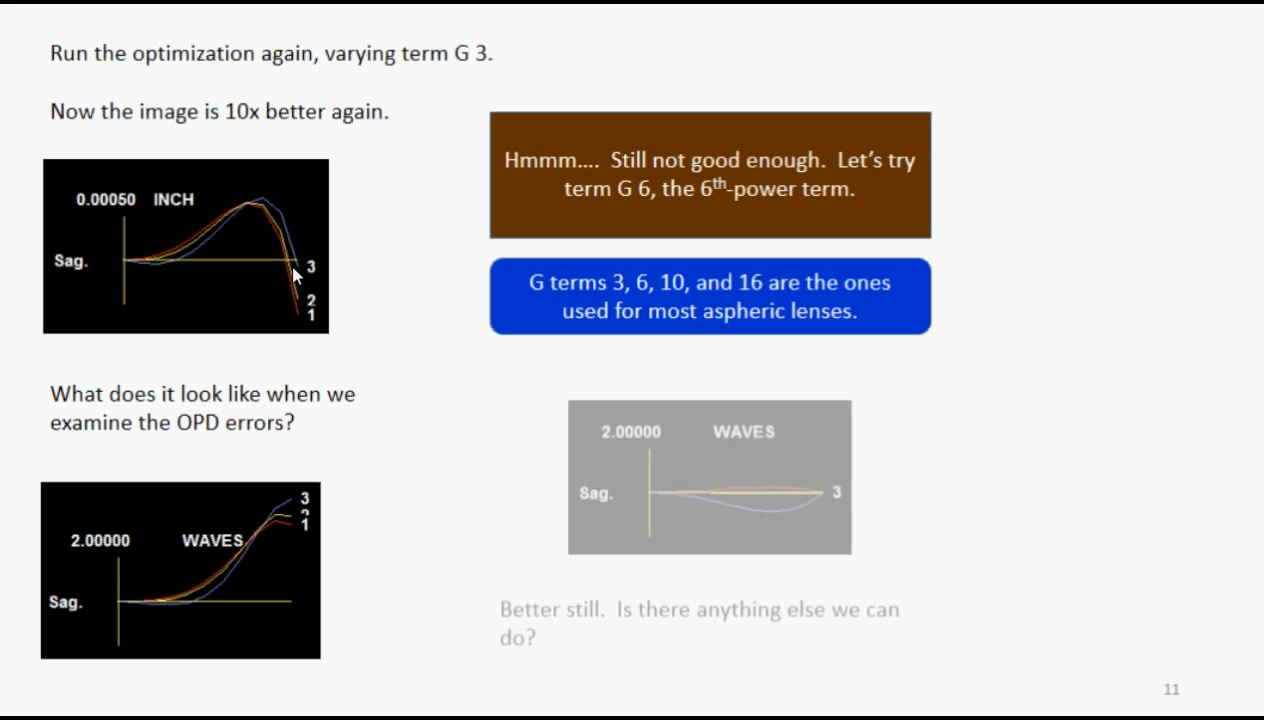 Run the optimization again, varying term G 3.
Now the image is 10x better again.
0.00050 INCH
Sag.
3
2
1
What does it look like when we
examine the OPD errors?
3
2
1
2.00000 WAVES
Sag.
Hmmm.... Still not good enough. Let's try
term G 6, the 6th-power term.
G terms 3, 6, 10, and 16 are the ones
used for most aspheric lenses.
2.00000 WAVES
Sag.
3
Better still. Is there anything else we can
do?
11